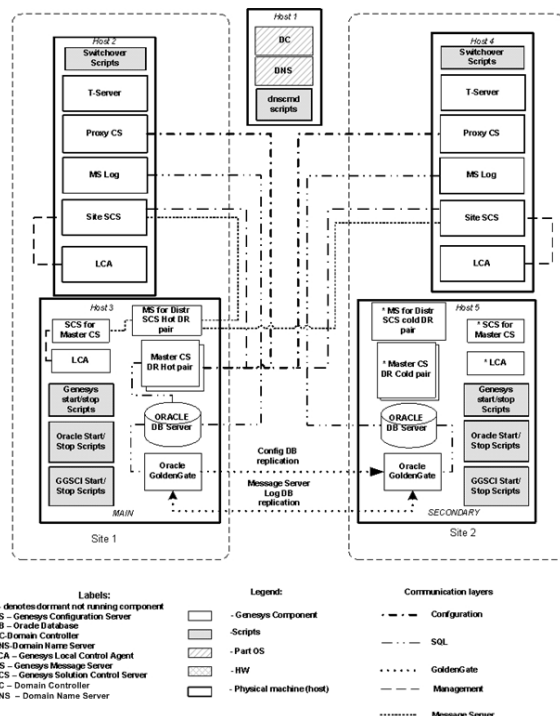 Host 1
DC
DNS
dnscmd
scripts
Host 2
Switchover
Scripts
T-Server
Proxy CS
MS Log
Site SCS
LCA
Host 4
Switchover
Scripts
T-Server
Proxy CS
MS Log
Site SCS
LCA
Host 3
SCS for
Master CS
MS for Distr
SCS Hot DR
pair
LCA
Master CS
DR Hot pair
Genesys
start/stop
Scripts
ORACLE
DB Server
Oracle Start/
Stop Scripts
Oracle
GoldenGate
GGSCI Start/
Stop Scripts
MAIN
Site 1
Config DB
replication
Message Server
Log DB
replication
Host 5
* MS for Distr
SCS cold DR
pair
* SCS for
Master CS
* Master CS
DR Cold pair
* LCA
Genesys
start/stop
Scripts
ORACLE
DB Server
Oracle Start/
Stop Scripts
Oracle
GoldenGate
GGSCI Start/
Stop Scripts
SECONDARY
Site 2
Labels:
denotes dormant not running component
S – Genesys Configuration Server
B – Oracle Database
C-Domain Controller
NS-Domain Name Server
CA – Genesys Local Control Agent
S – Genesys Message Server
CS – Genesys Solution Control Server
C – Domain Controller
NS – Domain Name Server
Legend:
- Genesys Component
-Scripts
- Part OS
- HW
- Physical machine (host)
Communication layers
Configuration
SQL
GoldenGate
Management
Message Server